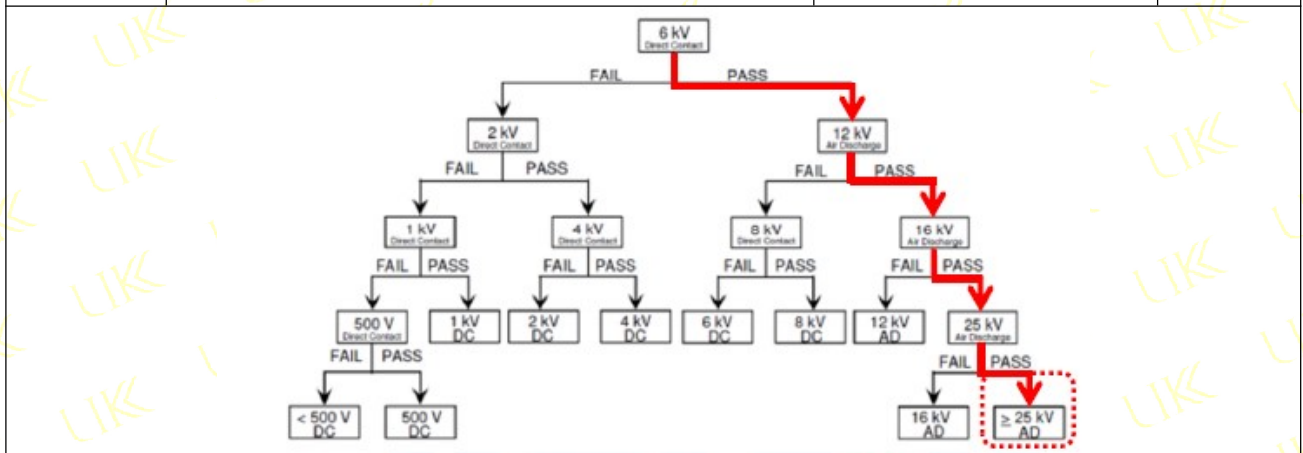 6 kV
Direct Contact
FAIL PASS
2 kV
Direct Contact
12 kV
Air Discharge
FAIL PASS
FAIL PASS
1 kV
Direct Contact
4 kV
Direct Contact
8 kV
Direct Contact
16 kV
Air Discharge
FAIL PASS
FAIL PASS
FAIL PASS
FAIL PASS
500 V
Direct Contact
1 kV
DC
2 kV
DC
4 kV
DC
6 kV
DC
8 kV
DC
12 kV
AD
25 kV
Air Discharge
FAIL PASS
FAIL PASS
< 500 V
DC
500 V
DC
16 kV
AD
≥ 25 kV
AD